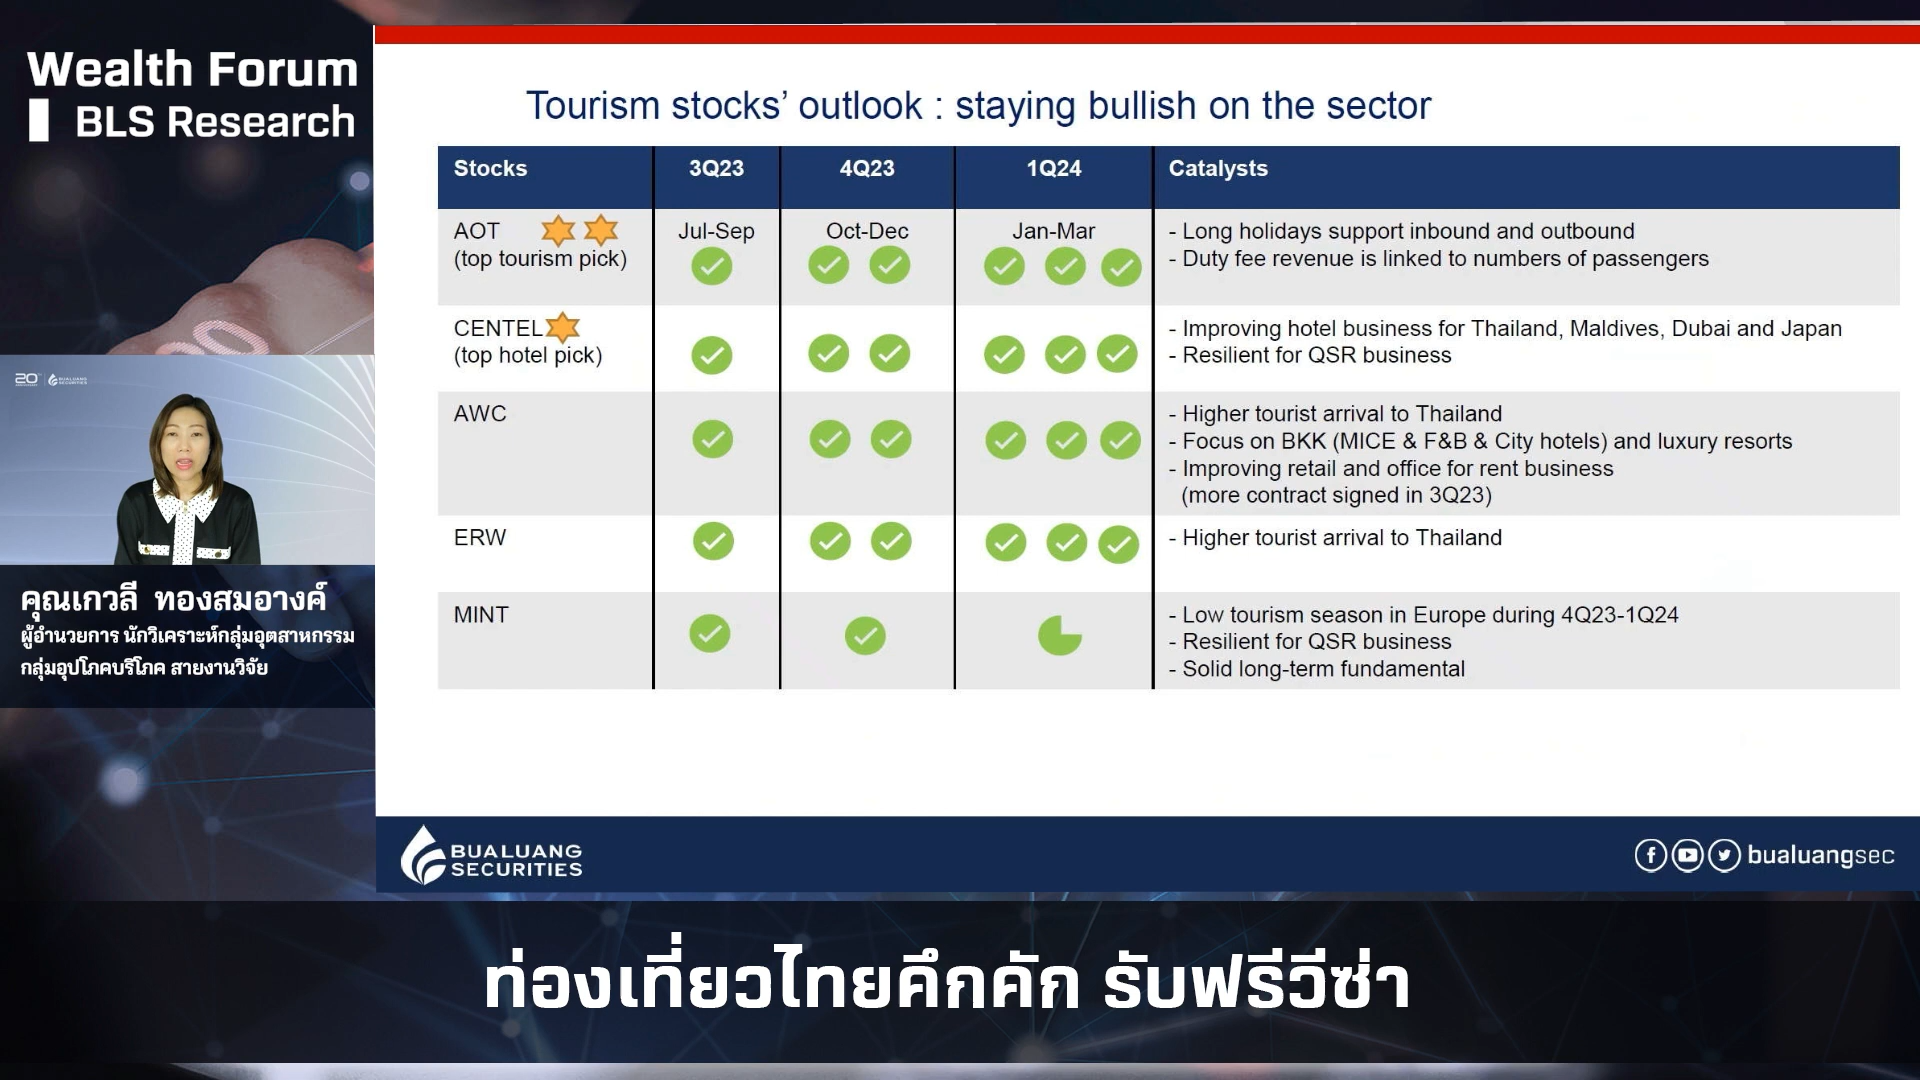 Wealth Forum
BLS Research
20
BUALUANG
SECURITIES
คุณเกวลี ทองสมอางค์
ผู้อำนวยการ นักวิเคราะห์กลุ่มอุตสาหกรรม
กลุ่มอุปโภคบริโภค สายงานวิจัย
Tourism stocks' outlook : staying bullish on the sector
Stocks 3Q23 4Q23 1Q24 Catalysts
AOT Jul-Sep Oct-Dec Jan-Mar - Long holidays support inbound and outbound
(top tourism pick) - Duty fee revenue is linked to numbers of passengers
CENTEL - Improving hotel business for Thailand, Maldives, Dubai and Japan
(top hotel pick) - Resilient for QSR business
AWC - Higher tourist arrival to Thailand
- Focus on BKK (MICE & F&B & City hotels) and luxury resorts
- Improving retail and office for rent business
(more contract signed in 3Q23)
ERW - Higher tourist arrival to Thailand
MINT - Low tourism season in Europe during 4Q23-1Q24
- Resilient for QSR business
- Solid long-term fundamental
BUALUANG
SECURITIES
bualuangsec
ท่องเที่ยวไทยคึกคัก รับฟรีวีซ่า